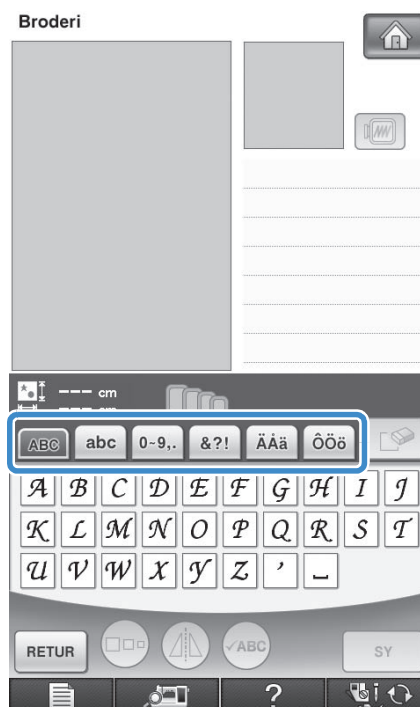 Broderi
--- cm
--- cm
ABC abc 0~9,. &?! ÄÅä ÔÖö
A B C D E F G H I J
K L M N O P Q R S T
U V W X Y Z ’ ⎵
RETUR ✓ABC SY
? i